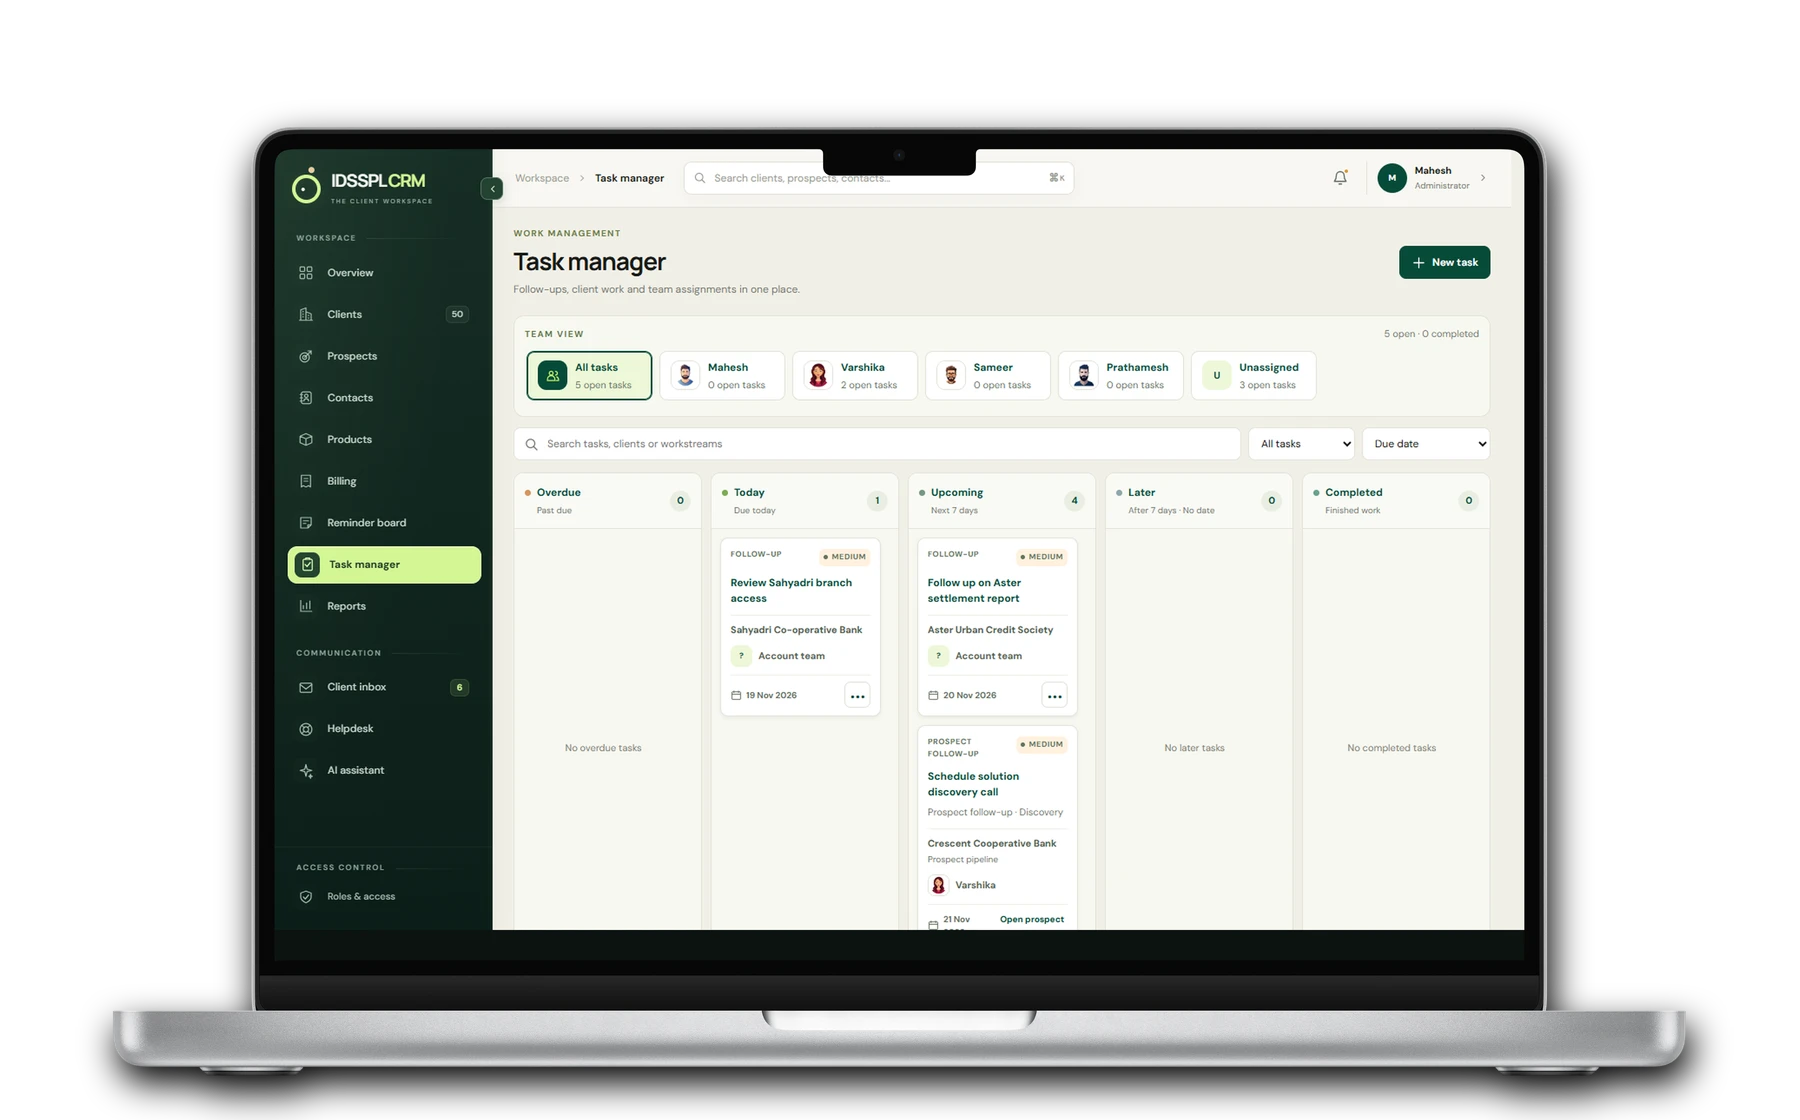 IDSSPLCRM
THE CLIENT WORKSPACE
WORKSPACE
Overview
Clients 50
Prospects
Contacts
Products
Billing
Reminder board
Task manager
Reports
COMMUNICATION
Client inbox 6
Helpdesk
AI assistant
ACCESS CONTROL
Roles & access
Workspace > Task manager
Search clients, prospects, contacts...
⌘K
M
Mahesh
Administrator
WORK MANAGEMENT
Task manager
Follow-ups, client work and team assignments in one place.
+ New task
TEAM VIEW
5 open · 0 completed
All tasks
5 open tasks
Mahesh
0 open tasks
Varshika
2 open tasks
Sameer
0 open tasks
Prathamesh
0 open tasks
U
Unassigned
3 open tasks
Search tasks, clients or workstreams
All tasks
Due date
Overdue 0
Past due
No overdue tasks
Today 1
Due today
FOLLOW-UP MEDIUM
Review Sahyadri branch
access
Sahyadri Co-operative Bank
? Account team
19 Nov 2026
Upcoming 4
Next 7 days
FOLLOW-UP MEDIUM
Follow up on Aster
settlement report
Aster Urban Credit Society
? Account team
20 Nov 2026
PROSPECT
FOLLOW-UP
MEDIUM
Schedule solution
discovery call
Prospect follow-up · Discovery
Crescent Cooperative Bank
Prospect pipeline
Varshika
21 Nov
Open prospect
Later 0
After 7 days · No date
No later tasks
Completed 0
Finished work
No completed tasks